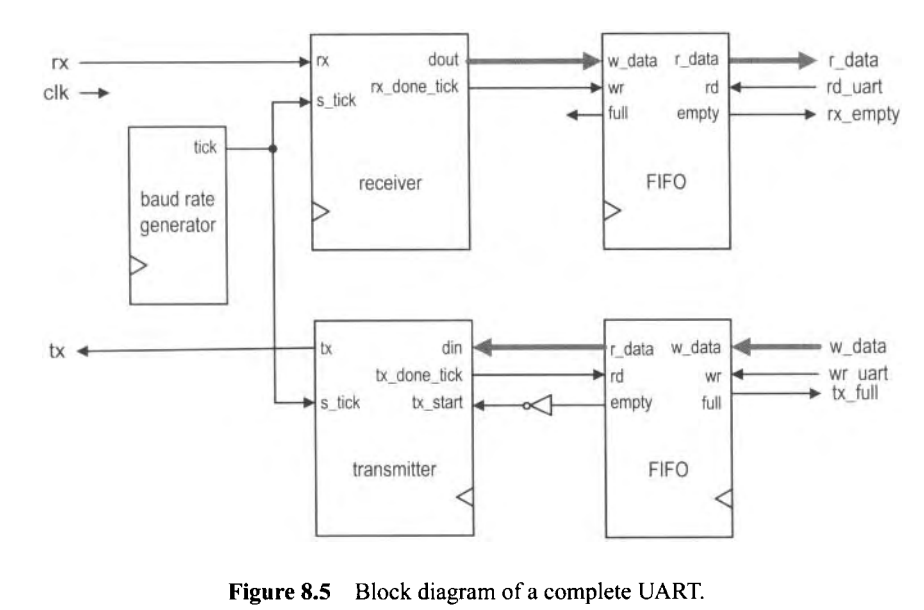 rx
clk
tick
baud rate
generator
rx
dout
rx_done_tick
s_tick
receiver
w_data
r_data
wr
rd
full
empty
FIFO
r_data
rd_uart
rx_empty
tx
tx
din
tx_done_tick
s_tick
tx_start
transmitter
r_data
w_data
rd
wr
empty
full
FIFO
w_data
wr_uart
tx_full
Figure 8.5 Block diagram of a complete UART.